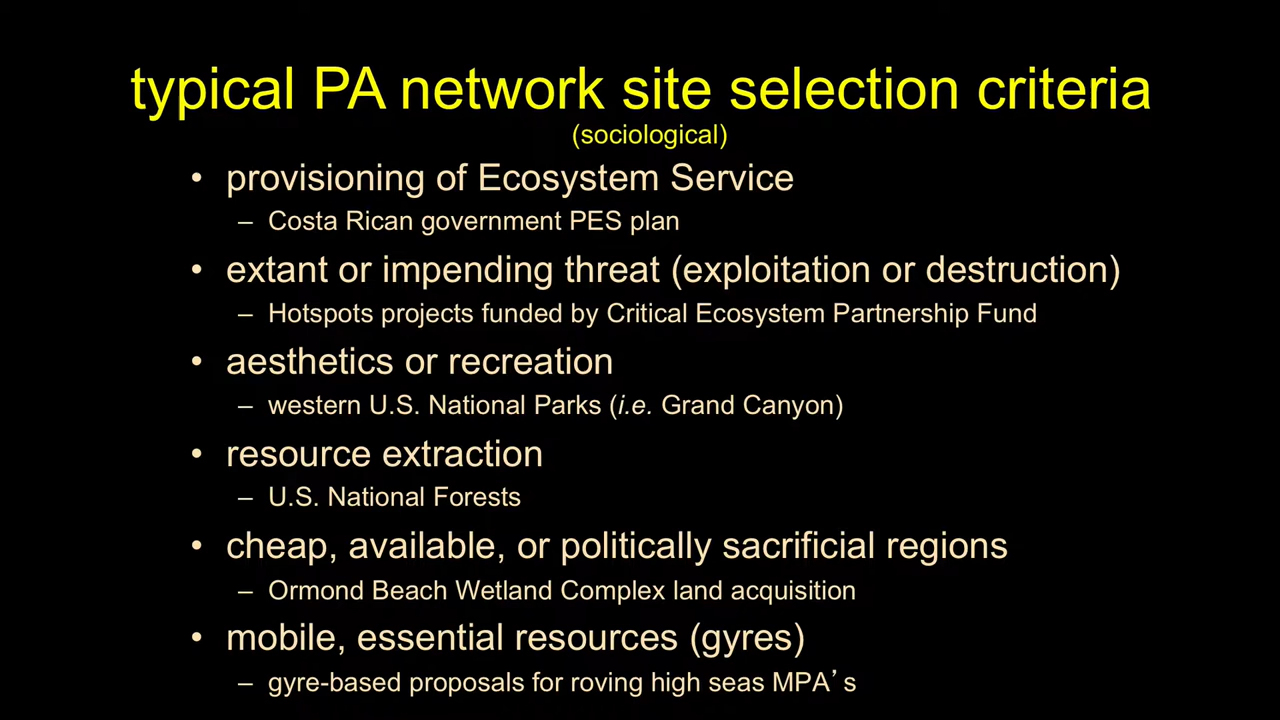 typical PA network site selection criteria
(sociological)
• provisioning of Ecosystem Service
– Costa Rican government PES plan
• extant or impending threat (exploitation or destruction)
– Hotspots projects funded by Critical Ecosystem Partnership Fund
• aesthetics or recreation
– western U.S. National Parks (i.e. Grand Canyon)
• resource extraction
– U.S. National Forests
• cheap, available, or politically sacrificial regions
– Ormond Beach Wetland Complex land acquisition
• mobile, essential resources (gyres)
– gyre-based proposals for roving high seas MPA’s